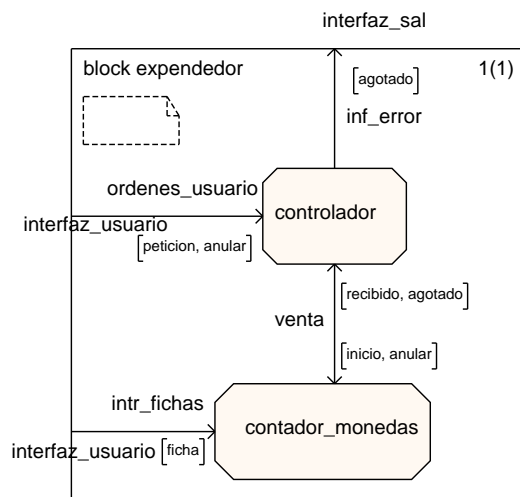 interfaz_sal
block expendedor
1(1)
[agotado]
inf_error
ordenes_usuario
controlador
interfaz_usuario
[peticion, anular]
[recibido, agotado]
venta
[inicio, anular]
intr_fichas
contador_monedas
interfaz_usuario
[ficha]